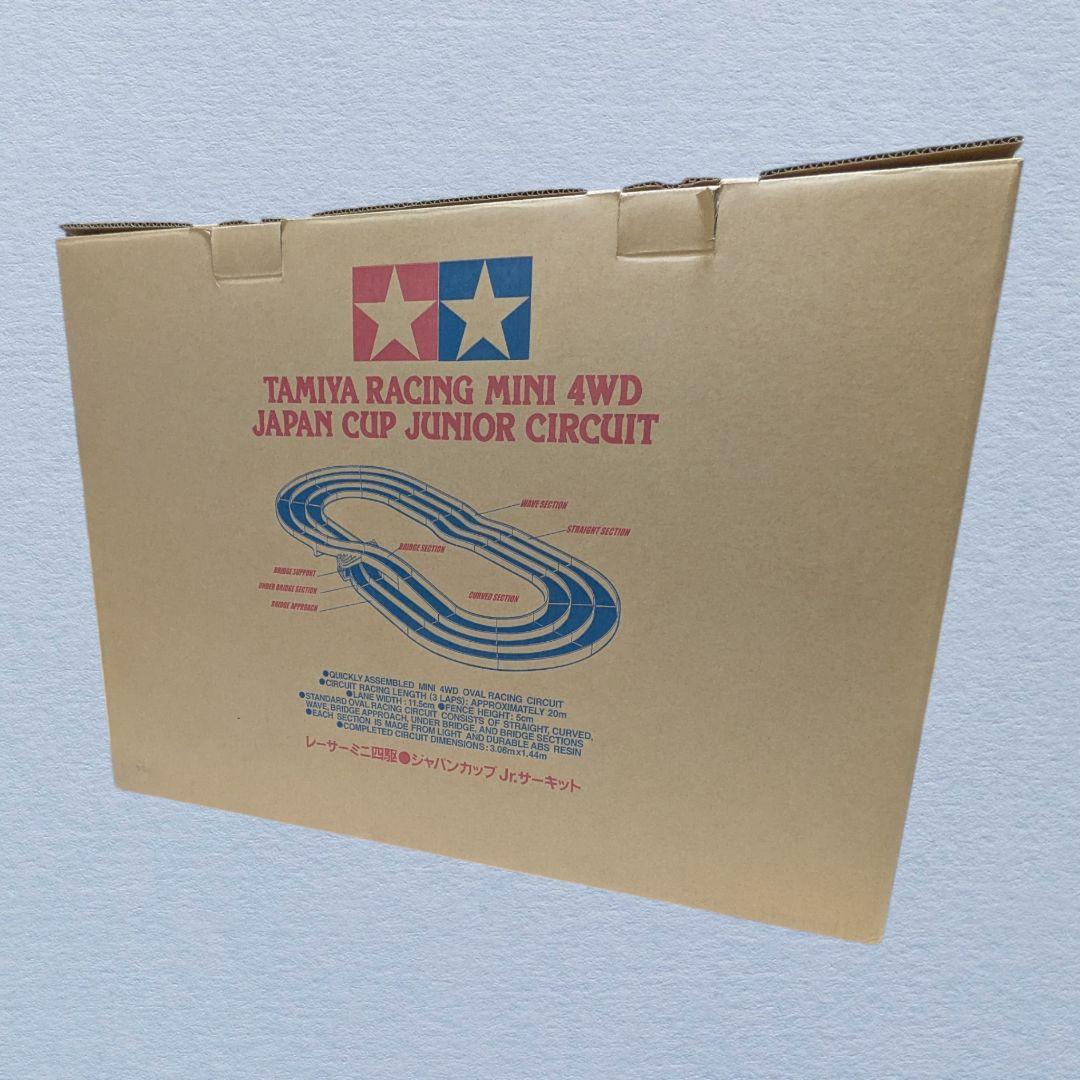 TAMIYA RACING MINI 4WD
JAPAN CUP JUNIOR CIRCUIT
WAVE SECTION
STRAIGHT SECTION
BRIDGE SECTION
BRIDGE SUPPORT
UNDER BRIDGE SECTION
BRIDGE APPROACH
CURVED SECTION
●QUICKLY ASSEMBLED MINI 4WD OVAL RACING CIRCUIT
●CIRCUIT RACING LENGTH (3 LAPS): APPROXIMATELY 20m
●LANE WIDTH : 11.5cm ●FENCE HEIGHT: 5cm
●STANDARD OVAL RACING CIRCUIT CONSISTS OF STRAIGHT, CURVED,
WAVE, BRIDGE APPROACH, UNDER BRIDGE, AND BRIDGE SECTIONS
●EACH SECTION IS MADE FROM LIGHT AND DURABLE ABS RESIN
●COMPLETED CIRCUIT DIMENSIONS : 3.06m×1.44m
レーサーミニ四駆●ジャパンカップ Jr.サーキット